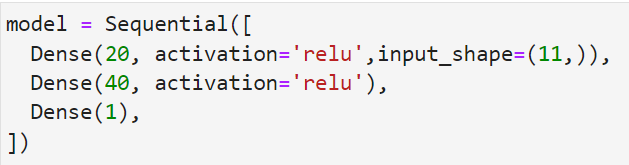 model = Sequential([
  Dense(20, activation='relu',input_shape=(11,)),
  Dense(40, activation='relu'),
  Dense(1),
])